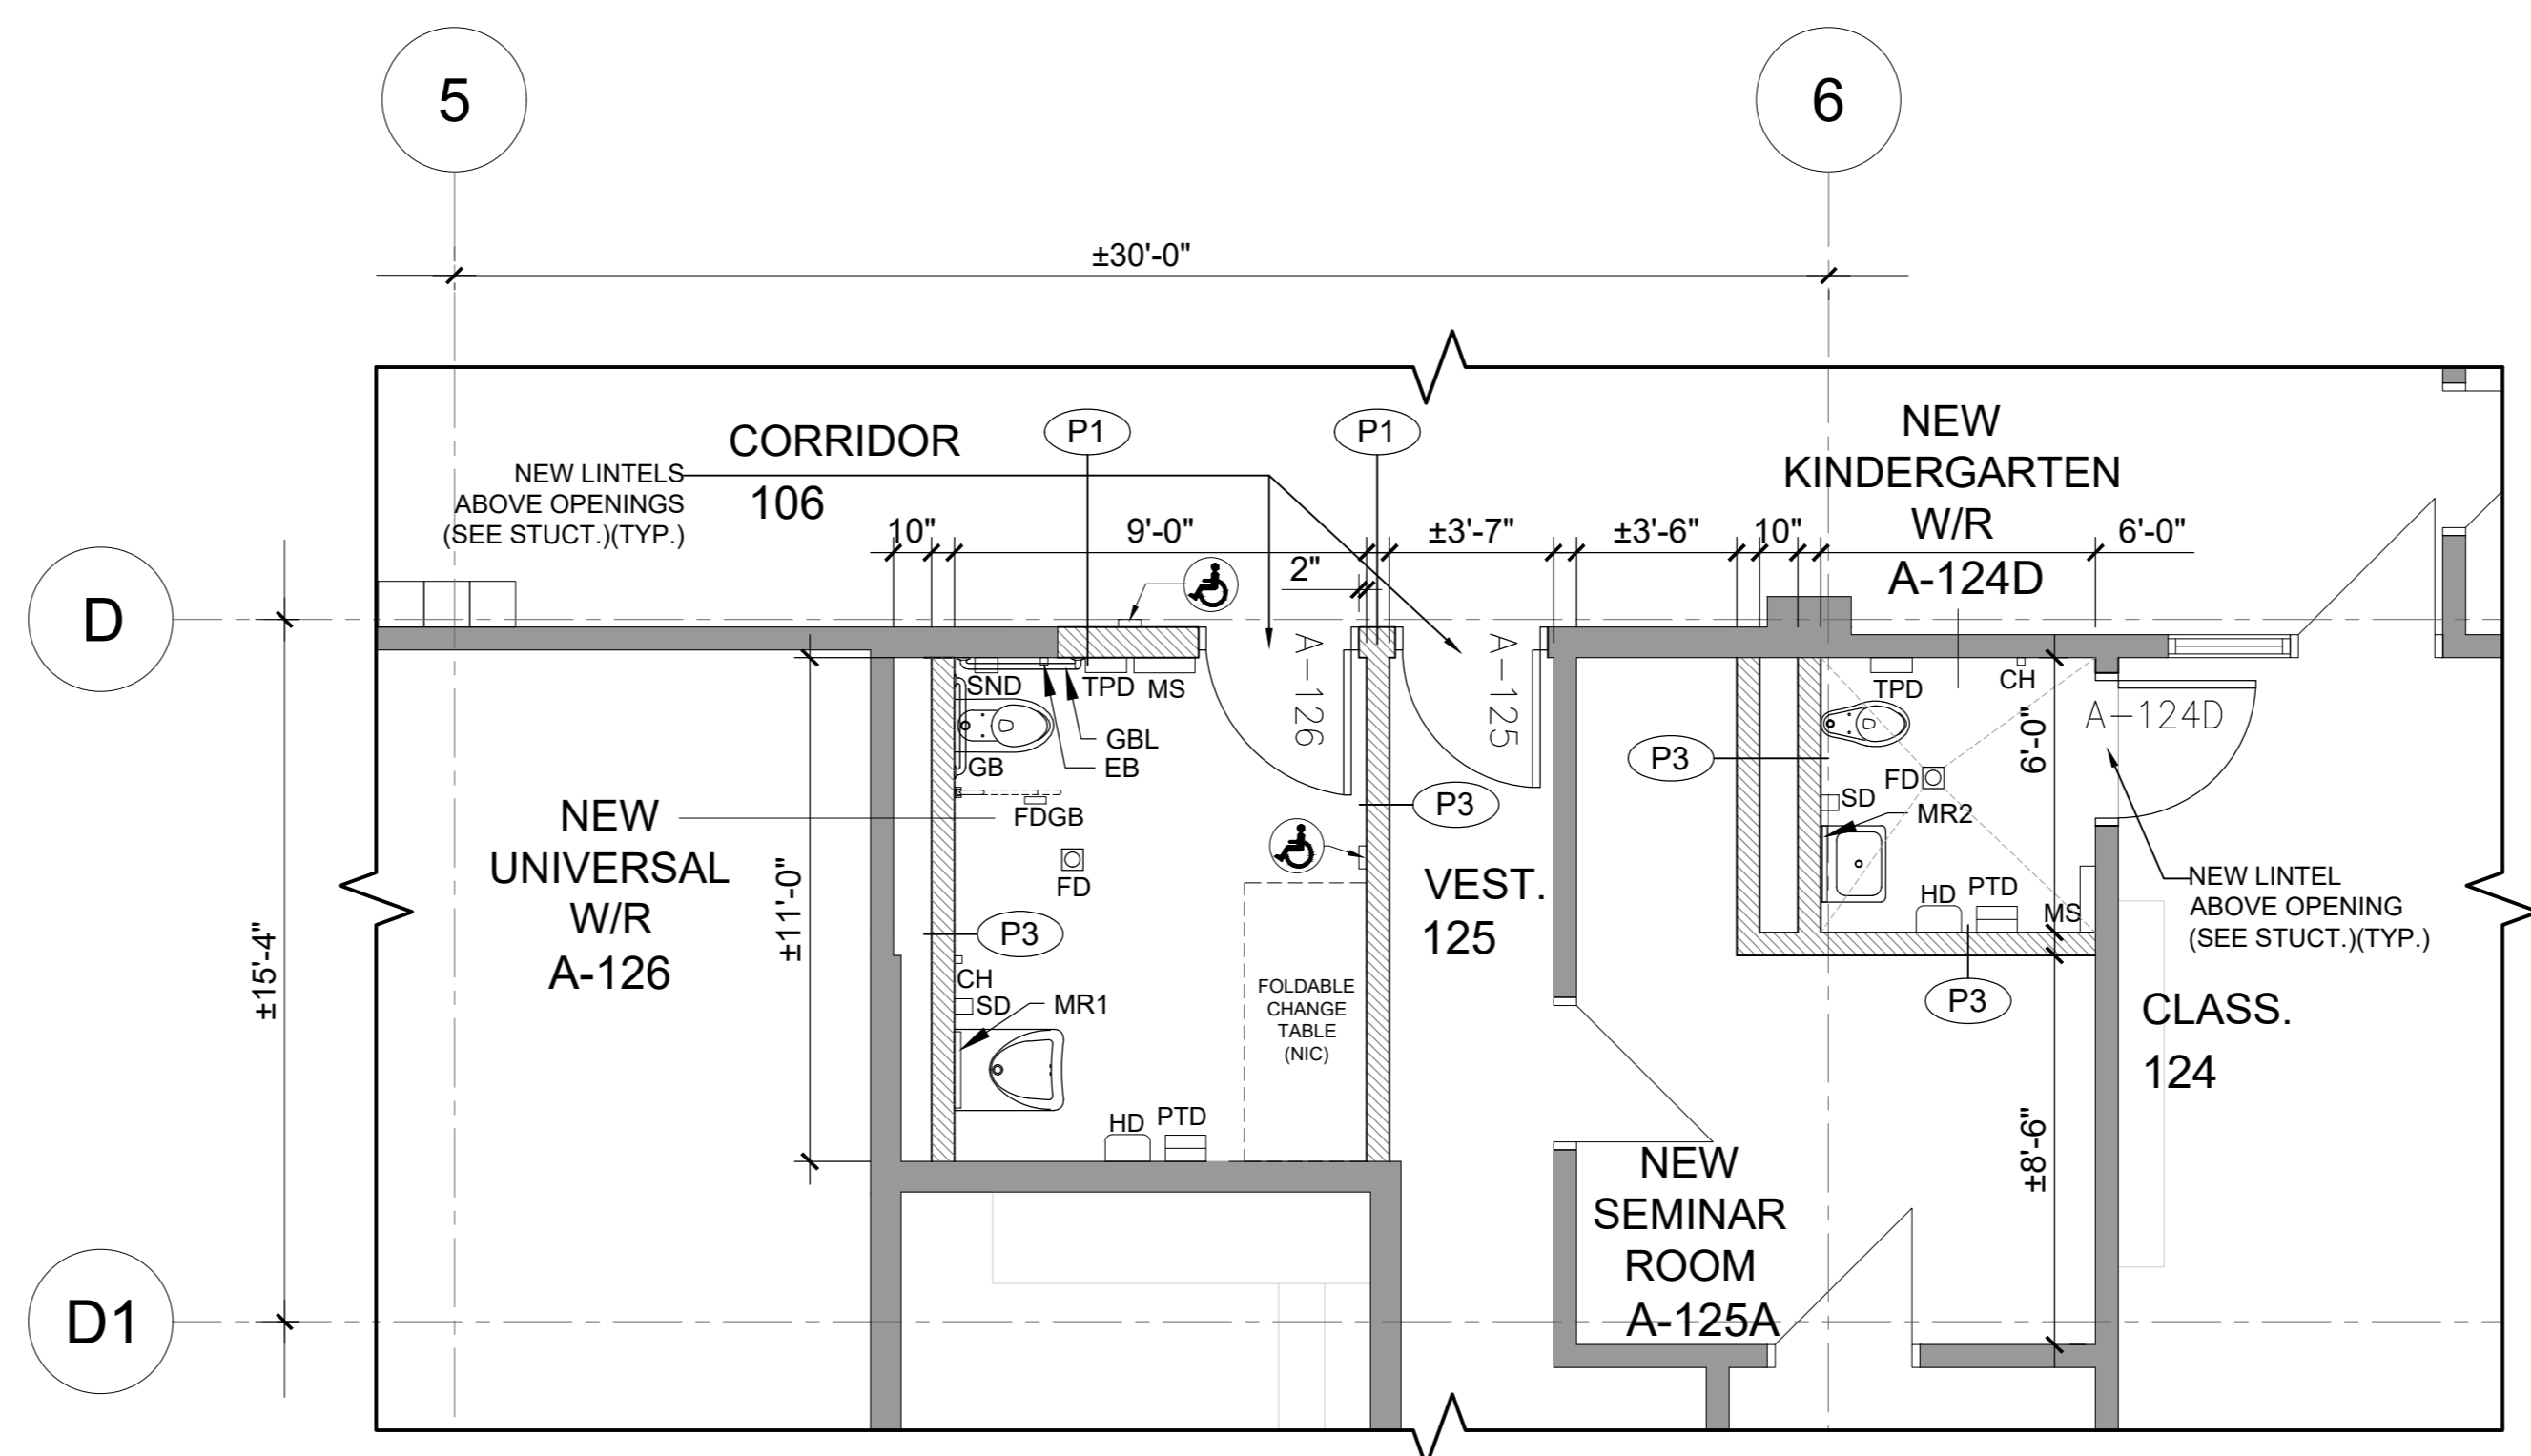 5
6
±30'-0"
CORRIDOR
106
NEW LINTELS
ABOVE OPENINGS
(SEE STUCT.)(TYP.)
P1
P1
NEW
KINDERGARTEN
W/R
A-124D
10"
9'-0"
±3'-7"
±3'-6"
10"
6'-0"
2"
D
SND
TPD
MS
A-126
A-125
TPD
CH
A-124D
GBL
EB
GB
FDGB
P3
P3
FD
SD
MR2
6'-0"
NEW
UNIVERSAL
W/R
A-126
±11'-0"
±15'-4"
FD
P3
CH
SD
MR1
FOLDABLE
CHANGE
TABLE
(NIC)
VEST.
125
HD
PTD
MS
NEW LINTEL
ABOVE OPENING
(SEE STUCT.)(TYP.)
P3
CLASS.
124
HD
PTD
±8'-6"
NEW
SEMINAR
ROOM
A-125A
D1